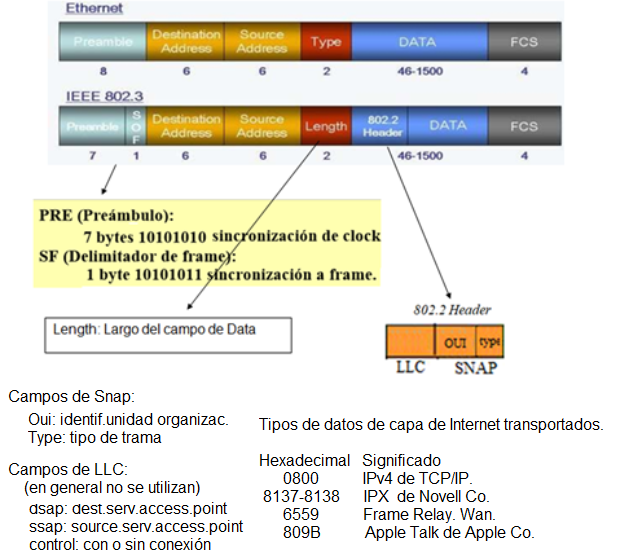 Ethernet
Preamble Destination Address Source Address Type DATA FCS
8 6 6 2 46-1500 4
IEEE 802.3
Preamble SOF Destination Address Source Address Length 802.2 Header DATA FCS
7 1 6 6 2 46-1500 4
PRE (Preámbulo):
7 bytes 10101010 sincronización de clock
SF (Delimitador de frame):
1 byte 10101011 sincronización a frame.
Length: Largo del campo de Data
802.2 Header
OUI type
LLC SNAP
Campos de Snap:
Oui: identif.unidad organizac.
Type: tipo de trama
Campos de LLC:
(en general no se utilizan)
dsap: dest.serv.access.point
ssap: source.serv.access.point
control: con o sin conexión
Tipos de datos de capa de Internet transportados.
Hexadecimal Significado
0800 IPv4 de TCP/IP.
8137-8138 IPX de Novell Co.
6559 Frame Relay. Wan.
809B Apple Talk de Apple Co.